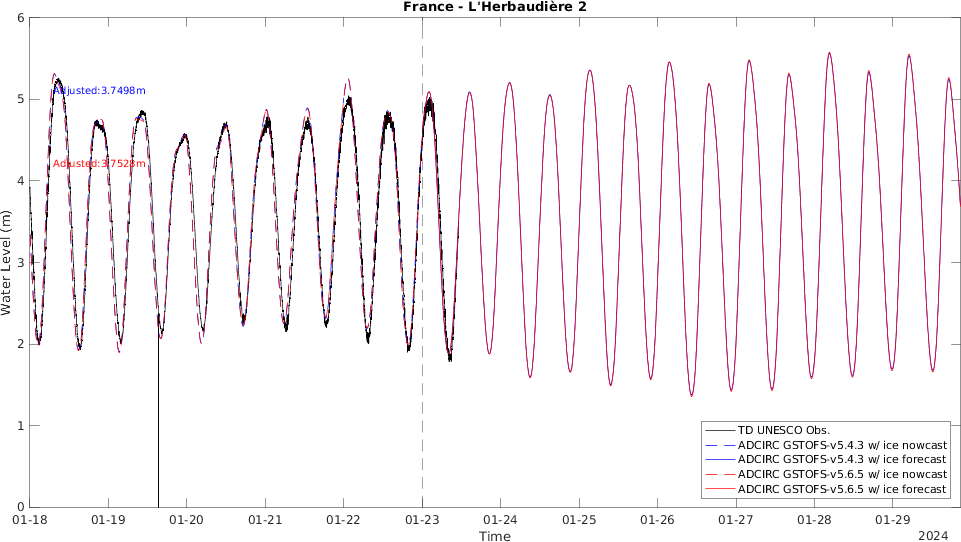 France - L'Herbaudière 2
6
5
4
3
2
1
0
Water Level (m)
Adjusted:3.7498m
Adjusted:3.7528m
TD UNESCO Obs.
ADCIRC GSTOFS-v5.4.3 w/ ice nowcast
ADCIRC GSTOFS-v5.4.3 w/ ice forecast
ADCIRC GSTOFS-v5.6.5 w/ ice nowcast
ADCIRC GSTOFS-v5.6.5 w/ ice forecast
01-18 01-19 01-20 01-21 01-22 01-23 01-24 01-25 01-26 01-27 01-28 01-29
Time
2024